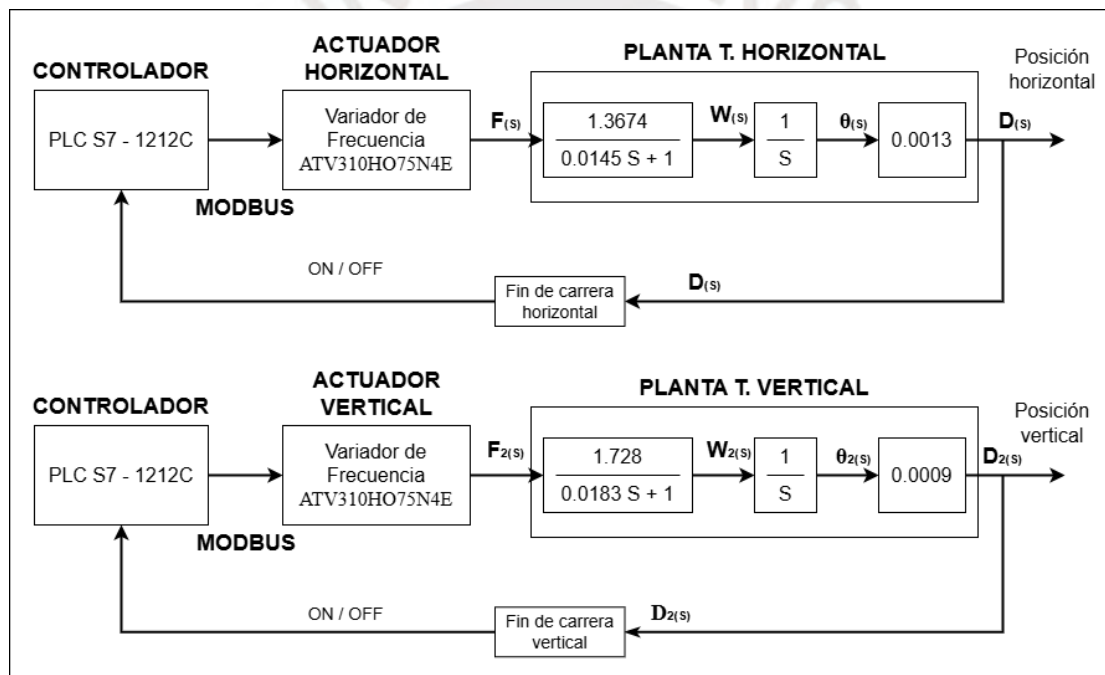 ACTUADOR
HORIZONTAL
CONTROLADOR
PLANTA T. HORIZONTAL
Posición
horizontal
PLC S7 - 1212C
Variador de
Frecuencia
ATV310HO75N4E
F(S)
1.3674
0.0145 S + 1
W(S)
1
S
θ(S)
0.0013
D(S)
MODBUS
ON / OFF
Fin de carrera
horizontal
D(S)
ACTUADOR
VERTICAL
CONTROLADOR
PLANTA T. VERTICAL
Posición
vertical
PLC S7 - 1212C
Variador de
Frecuencia
ATV310HO75N4E
F2(S)
1.728
0.0183 S + 1
W2(S)
1
S
θ2(S)
0.0009
D2(S)
MODBUS
ON / OFF
Fin de carrera
vertical
D2(S)